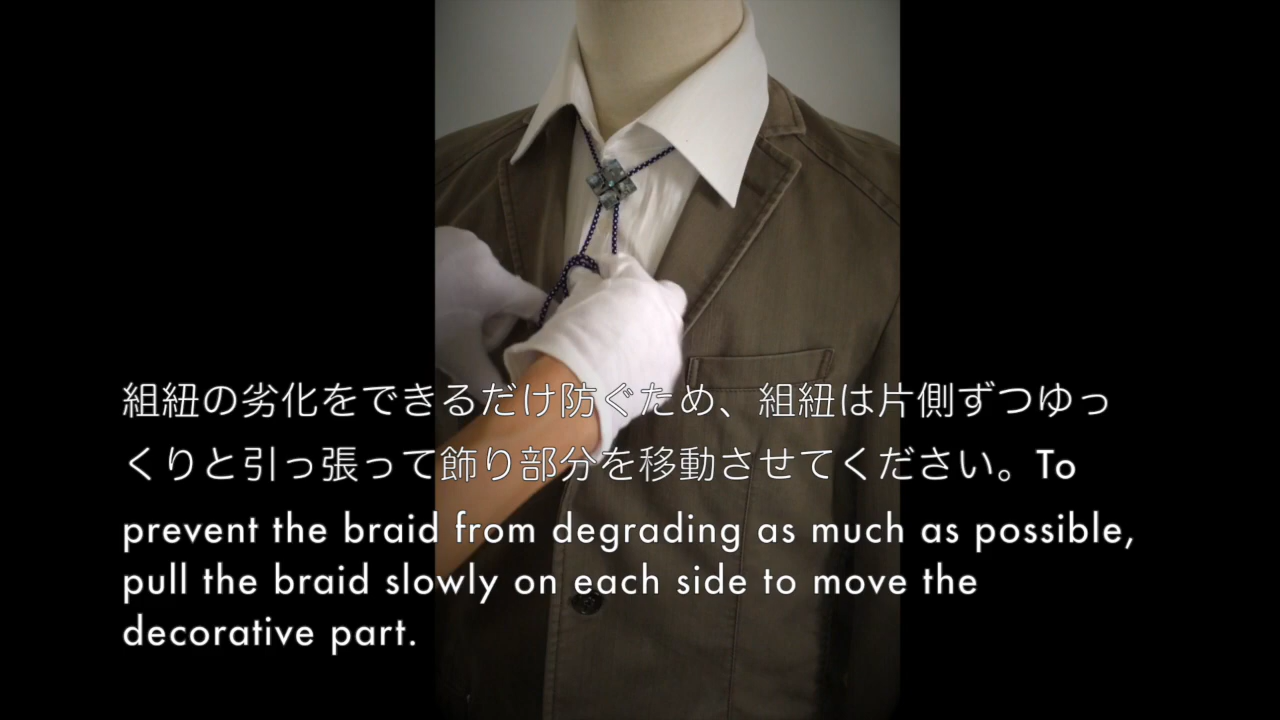 組紐の劣化をできるだけ防ぐため、組紐は片側ずつゆっ
くりと引っ張って飾り部分を移動させてください。To
prevent the braid from degrading as much as possible,
pull the braid slowly on each side to move the
decorative part.